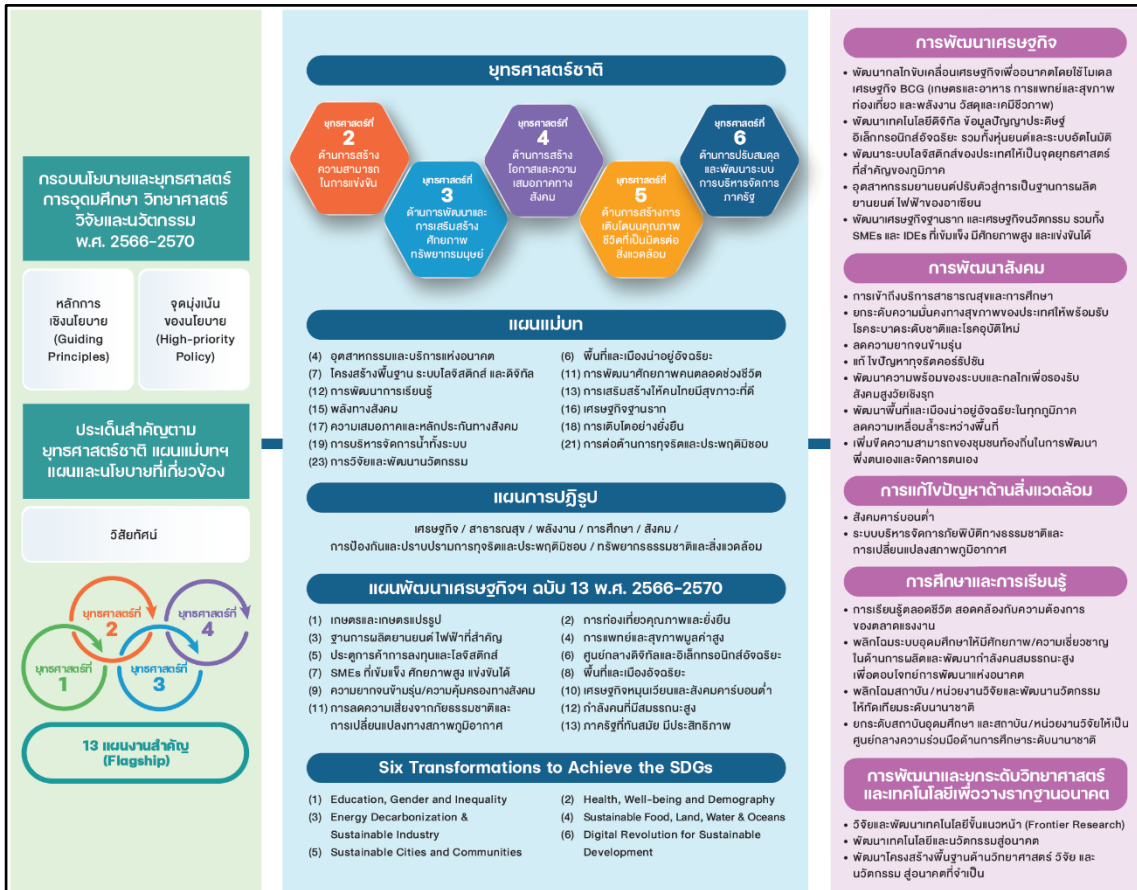 กรอบนโยบายและยุทธศาสตร์
การอุดมศึกษา วิทยาศาสตร์
วิจัยและนวัตกรรม
พ.ศ. 2566-2570
หลักการ
เชิงนโยบาย
(Guiding
Principles)
จุดมุ่งเน้น
ของนโยบาย
(High-priority
Policy)
ประเด็นสำคัญตาม
ยุทธศาสตร์ชาติ แผนแม่บทฯ
แผนและนโยบายที่เกี่ยวข้อง
วิสัยทัศน์
ยุทธศาสตร์ที่
1
ยุทธศาสตร์ที่
2
ยุทธศาสตร์ที่
3
ยุทธศาสตร์ที่
4
13 แผนงานสำคัญ
(Flagship)
ยุทธศาสตร์ชาติ
ยุทธศาสตร์ที่
2
ด้านการสร้าง
ความสามารถ
ในการแข่งขัน
ยุทธศาสตร์ที่
3
ด้านการพัฒนาและ
การเสริมสร้าง
ศักยภาพ
ทรัพยากรมนุษย์
ยุทธศาสตร์ที่
4
ด้านการสร้าง
โอกาสและความ
เสมอภาคทาง
สังคม
ยุทธศาสตร์ที่
5
ด้านการสร้างการ
เติบโตบนคุณภาพ
ชีวิตที่เป็นมิตรต่อ
สิ่งแวดล้อม
ยุทธศาสตร์ที่
6
ด้านการปรับสมดุล
และพัฒนาระบบ
การบริหารจัดการ
ภาครัฐ
แผนแม่บท
(4) อุตสาหกรรมและบริการแห่งอนาคต
(6) พื้นที่และเมืองน่าอยู่อัจฉริยะ
(7) โครงสร้างพื้นฐาน ระบบโลจิสติกส์ และดิจิทัล
(11) การพัฒนาศักยภาพคนตลอดช่วงชีวิต
(12) การพัฒนาการเรียนรู้
(13) การเสริมสร้างให้คนไทยมีสุขภาวะที่ดี
(15) พลังทางสังคม
(16) เศรษฐกิจฐานราก
(17) ความเสมอภาคและหลักประกันทางสังคม
(18) การเติบโตอย่างยั่งยืน
(19) การบริหารจัดการน้ำทั้งระบบ
(21) การต่อต้านการทุจริตและประพฤติมิชอบ
(23) การวิจัยและพัฒนานวัตกรรม
แผนการปฏิรูป
เศรษฐกิจ / สาธารณสุข / พลังงาน / การศึกษา / สังคม /
การป้องกันและปราบปรามการทุจริตและประพฤติมิชอบ / ทรัพยากรธรรมชาติและสิ่งแวดล้อม
แผนพัฒนาเศรษฐกิจฯ ฉบับ 13 พ.ศ. 2566-2570
(1) เกษตรและเกษตรแปรรูป
(2) การท่องเที่ยวคุณภาพและยั่งยืน
(3) ฐานการผลิตยานยนต์ไฟฟ้าที่สำคัญ
(4) การแพทย์และสุขภาพมูลค่าสูง
(5) ประตูการค้าการลงทุนและโลจิสติกส์
(6) ศูนย์กลางดิจิทัลและอิเล็กทรอนิกส์อัจฉริยะ
(7) SMEs ที่เข้มแข็ง ศักยภาพสูง แข่งขันได้
(8) พื้นที่และเมืองอัจฉริยะ
(9) ความยากจนข้ามรุ่น/ความคุ้มครองทางสังคม
(10) เศรษฐกิจหมุนเวียนและสังคมคาร์บอนต่ำ
(11) การลดความเสี่ยงจากภัยธรรมชาติและ
การเปลี่ยนแปลงทางสภาพภูมิอากาศ
(12) กำลังคนที่มีสมรรถนะสูง
(13) ภาครัฐที่ทันสมัย มีประสิทธิภาพ
Six Transformations to Achieve the SDGs
(1) Education, Gender and Inequality
(2) Health, Well-being and Demography
(3) Energy Decarbonization &
Sustainable Industry
(4) Sustainable Food, Land, Water & Oceans
(5) Sustainable Cities and Communities
(6) Digital Revolution for Sustainable
Development
การพัฒนาเศรษฐกิจ
• พัฒนากลไกขับเคลื่อนเศรษฐกิจเพื่ออนาคตโดยใช้โมเดล
เศรษฐกิจ BCG (เกษตรและอาหาร การแพทย์และสุขภาพ
ท่องเที่ยว และพลังงาน วัสดุและเคมีชีวภาพ)
• พัฒนาเทคโนโลยีดิจิทัล ข้อมูลปัญญาประดิษฐ์
อิเล็กทรอนิกส์อัจฉริยะ รวมทั้งหุ่นยนต์และระบบอัตโนมัติ
• พัฒนาระบบโลจิสติกส์ของประเทศให้เป็นจุดยุทธศาสตร์
ที่สำคัญของภูมิภาค
• อุตสาหกรรมยานยนต์ปรับตัวสู่การเป็นฐานการผลิต
ยานยนต์ไฟฟ้าของอาเซียน
• พัฒนาเศรษฐกิจฐานราก และเศรษฐกิจนวัตกรรม รวมทั้ง
SMEs และ IDEs ที่เข้มแข็ง มีศักยภาพสูง และแข่งขันได้
การพัฒนาสังคม
• การเข้าถึงบริการสาธารณสุขและการศึกษา
• ยกระดับความมั่นคงทางสุขภาพของประเทศให้พร้อมรับ
โรคระบาดระดับชาติและโรคอุบัติใหม่
• ลดความยากจนข้ามรุ่น
• แก้ไขปัญหาทุจริตคอร์รัปชัน
• พัฒนาความพร้อมของระบบและกลไกเพื่อรองรับ
สังคมสูงวัยเชิงรุก
• พัฒนาพื้นที่และเมืองน่าอยู่อัจฉริยะในทุกภูมิภาค
ลดความเหลื่อมล้ำระหว่างพื้นที่
• เพิ่มขีดความสามารถของชุมชนท้องถิ่นในการพัฒนา
พึ่งตนเองและจัดการตนเอง
การแก้ไขปัญหาด้านสิ่งแวดล้อม
• สังคมคาร์บอนต่ำ
• ระบบบริหารจัดการภัยพิบัติทางธรรมชาติและ
การเปลี่ยนแปลงสภาพภูมิอากาศ
การศึกษาและการเรียนรู้
• การเรียนรู้ตลอดชีวิต สอดคล้องกับความต้องการ
ของตลาดแรงงาน
• พลิกโฉมระบบอุดมศึกษาให้มีศักยภาพ/ความเชี่ยวชาญ
ในด้านการผลิตและพัฒนากำลังคนสมรรถนะสูง
เพื่อตอบโจทย์การพัฒนาแห่งอนาคต
• พลิกโฉมสถาบัน/หน่วยงานวิจัยและพัฒนานวัตกรรม
ให้ทัดเทียมระดับนานาชาติ
• ยกระดับสถาบันอุดมศึกษา และสถาบัน/หน่วยงานวิจัยให้เป็น
ศูนย์กลางความร่วมมือด้านการศึกษาระดับนานาชาติ
การพัฒนาและยกระดับวิทยาศาสตร์
และเทคโนโลยีเพื่อวางรากฐานอนาคต
• วิจัยและพัฒนาเทคโนโลยีขั้นแนวหน้า (Frontier Research)
• พัฒนาเทคโนโลยีและนวัตกรรมสู่อนาคต
• พัฒนาโครงสร้างพื้นฐานด้านวิทยาศาสตร์ วิจัย และ
นวัตกรรม สู่อนาคตที่จำเป็น